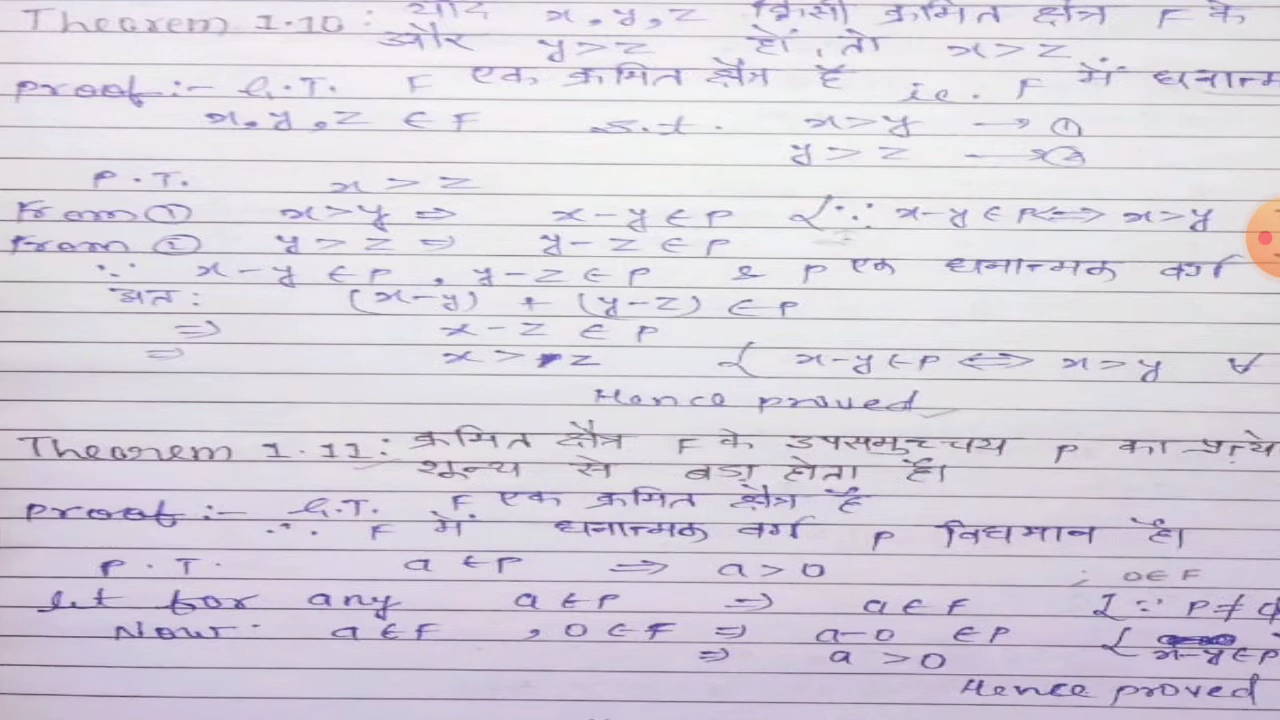 Theorem 1.10: यदि x, y, z किसी क्रमित क्षेत्र F के
और y > z हों, तो x > z
proof :- G.T. F एक क्रमित क्षेत्र है i.e. F में धनात्म
x, y, z ∈ F s.t. x > y → ①
y > z → ②
P.T. x > z
From ① x > y ⇒ x - y ∈ P {∵ x - y ∈ P ⇔ x > y
From ② y > z ⇒ y - z ∈ P
∵ x - y ∈ P, y - z ∈ P & P एक धनात्मक वर्ग
अतः (x - y) + (y - z) ∈ P
⇒ x - z ∈ P
⇒ x > z { x - y ∈ P ⇔ x > y ∀
Hence proved
Theorem 1.11: क्रमित क्षेत्र F के उपसमुच्चय P का प्रत्ये
शून्य से बड़ा होता है।
proof :- G.T. F एक क्रमित क्षेत्र है
∴ F में धनात्मक वर्ग P विधमान है।
P.T. a ∈ P ⇒ a > 0 ; 0 ∈ F
let for any a ∈ P ⇒ a ∈ F {∵ P ≠
Now a ∈ F, 0 ∈ F ⇒ a - 0 ∈ P { x - y ∈ P
⇒ a > 0
Hence proved